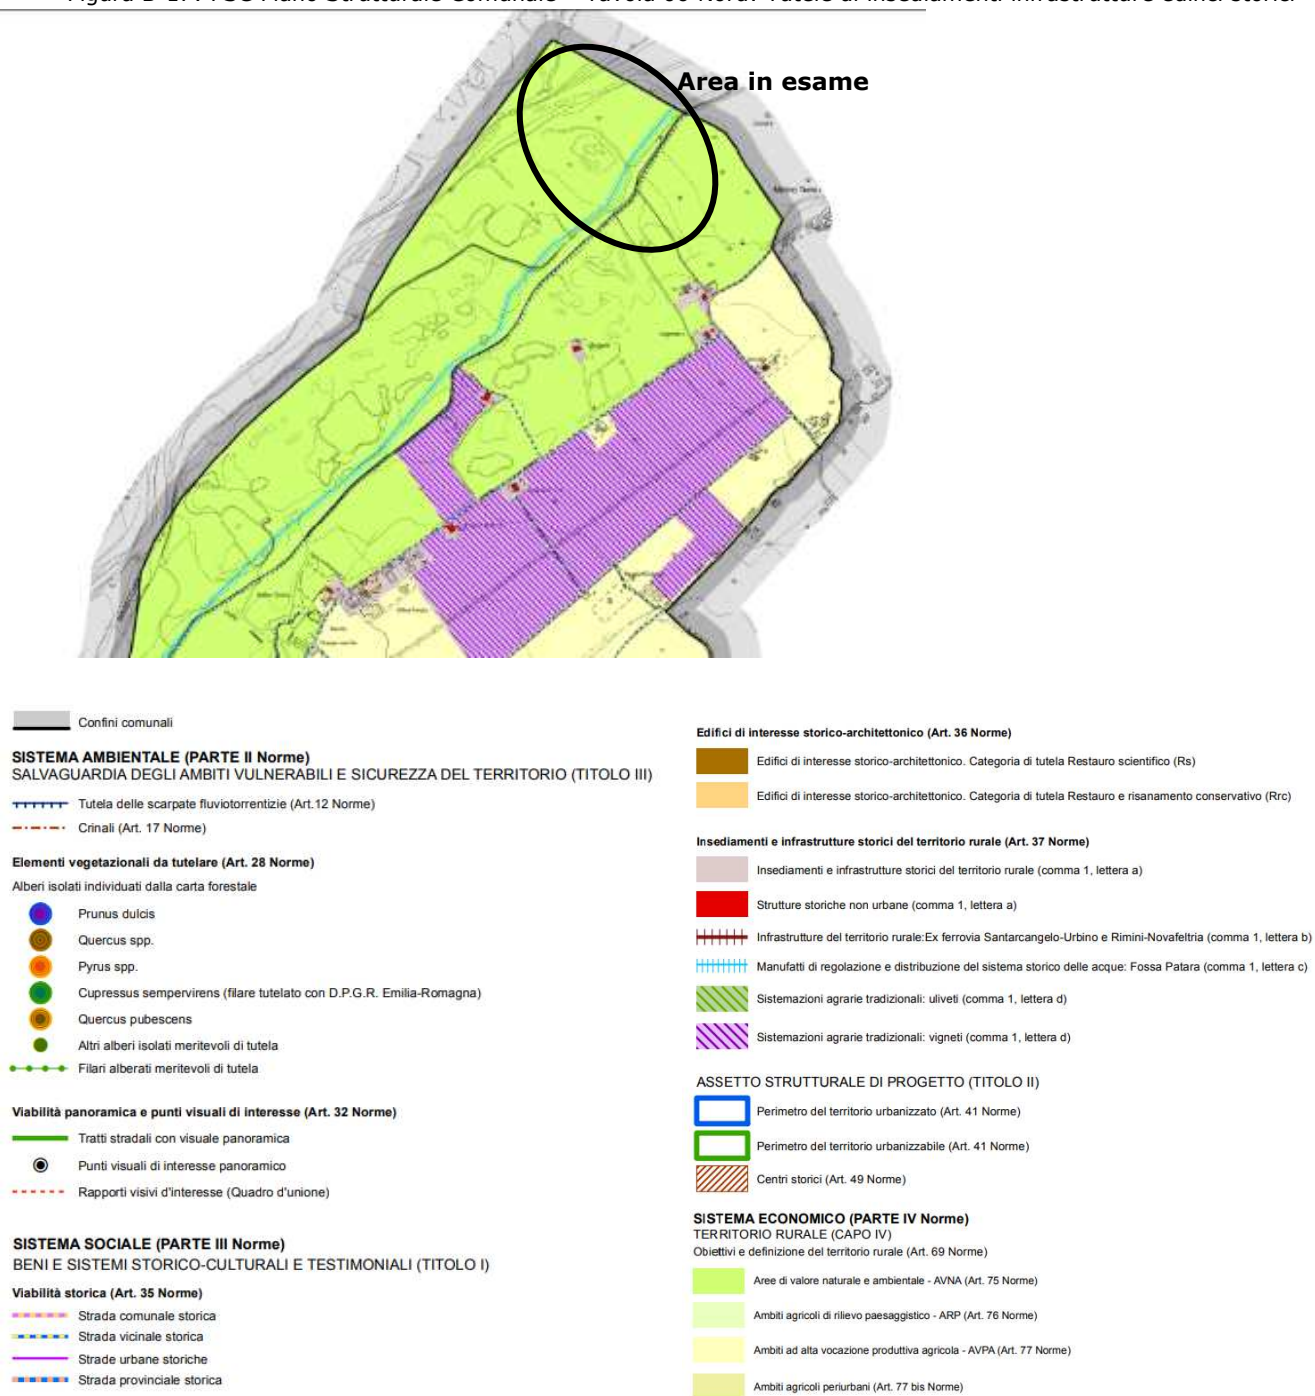 Area in esame
Confini comunali
SISTEMA AMBIENTALE (PARTE II Norme)
SALVAGUARDIA DEGLI AMBITI VULNERABILI E SICUREZZA DEL TERRITORIO (TITOLO III)
Tutela delle scarpate fluviotorrentizie (Art.12 Norme)
Crinali (Art. 17 Norme)
Elementi vegetazionali da tutelare (Art. 28 Norme)
Alberi isolati individuati dalla carta forestale
Prunus dulcis
Quercus spp.
Pyrus spp.
Cupressus sempervirens (filare tutelato con D.P.G.R. Emilia-Romagna)
Quercus pubescens
Altri alberi isolati meritevoli di tutela
Filari alberati meritevoli di tutela
Viabilità panoramica e punti visuali di interesse (Art. 32 Norme)
Tratti stradali con visuale panoramica
Punti visuali di interesse panoramico
Rapporti visivi d'interesse (Quadro d'unione)
SISTEMA SOCIALE (PARTE III Norme)
BENI E SISTEMI STORICO-CULTURALI E TESTIMONIALI (TITOLO I)
Viabilità storica (Art. 35 Norme)
Strada comunale storica
Strada vicinale storica
Strade urbane storiche
Strada provinciale storica
Edifici di interesse storico-architettonico (Art. 36 Norme)
Edifici di interesse storico-architettonico. Categoria di tutela Restauro scientifico (Rs)
Edifici di interesse storico-architettonico. Categoria di tutela Restauro e risanamento conservativo (Rrc)
Insediamenti e infrastrutture storici del territorio rurale (Art. 37 Norme)
Insediamenti e infrastrutture storici del territorio rurale (comma 1, lettera a)
Strutture storiche non urbane (comma 1, lettera a)
Infrastrutture del territorio rurale:Ex ferrovia Santarcangelo-Urbino e Rimini-Novafeltria (comma 1, lettera b)
Manufatti di regolazione e distribuzione del sistema storico delle acque: Fossa Patara (comma 1, lettera c)
Sistemazioni agrarie tradizionali: uliveti (comma 1, lettera d)
Sistemazioni agrarie tradizionali: vigneti (comma 1, lettera d)
ASSETTO STRUTTURALE DI PROGETTO (TITOLO II)
Perimetro del territorio urbanizzato (Art. 41 Norme)
Perimetro del territorio urbanizzabile (Art. 41 Norme)
Centri storici (Art. 49 Norme)
SISTEMA ECONOMICO (PARTE IV Norme)
TERRITORIO RURALE (CAPO IV)
Obiettivi e definizione del territorio rurale (Art. 69 Norme)
Aree di valore naturale e ambientale - AVNA (Art. 75 Norme)
Ambiti agricoli di rilievo paesaggistico - ARP (Art. 76 Norme)
Ambiti ad alta vocazione produttiva agricola - AVPA (Art. 77 Norme)
Ambiti agricoli periurbani (Art. 77 bis Norme)